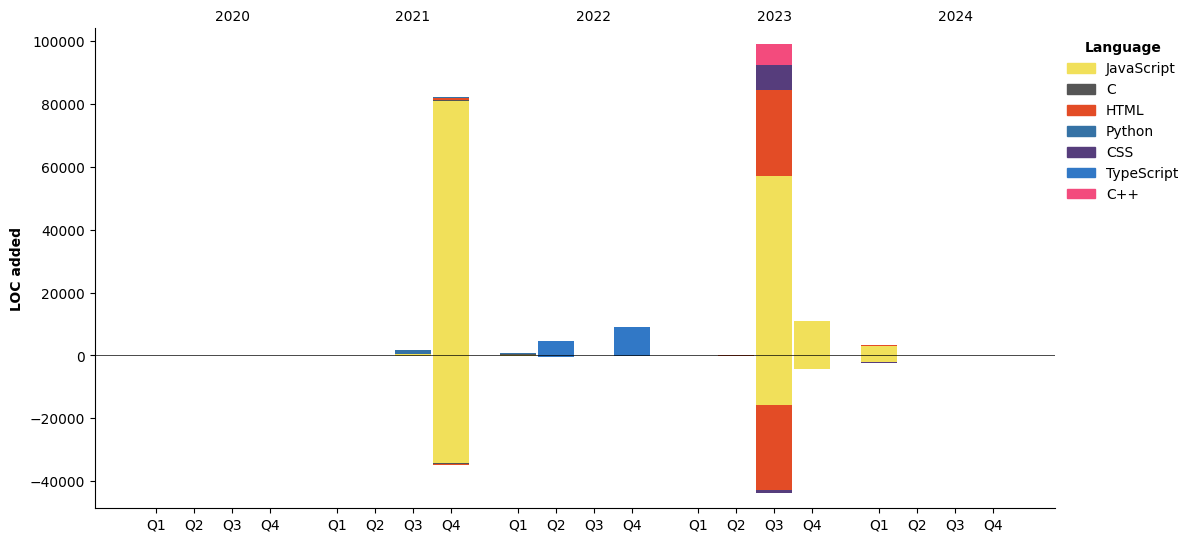 2020 2021 2022 2023 2024
Language
JavaScript
C
HTML
Python
CSS
TypeScript
C++
LOC added
100000
80000
60000
40000
20000
0
−20000
−40000
Q1 Q2 Q3 Q4 Q1 Q2 Q3 Q4 Q1 Q2 Q3 Q4 Q1 Q2 Q3 Q4 Q1 Q2 Q3 Q4